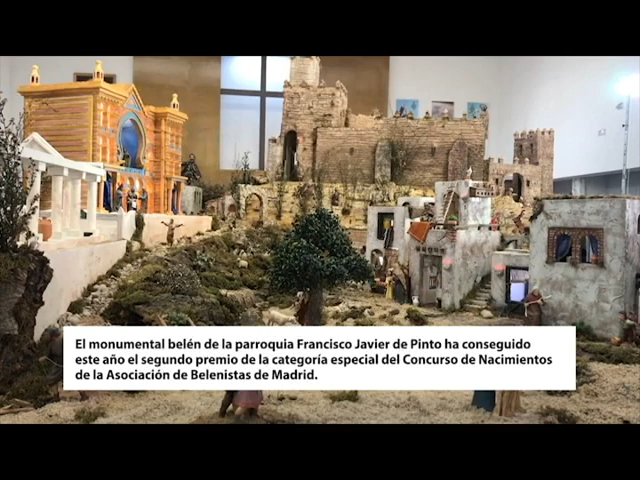 El monumental belén de la parroquia Francisco Javier de Pinto ha conseguido
este año el segundo premio de la categoría especial del Concurso de Nacimientos
de la Asociación de Belenistas de Madrid.